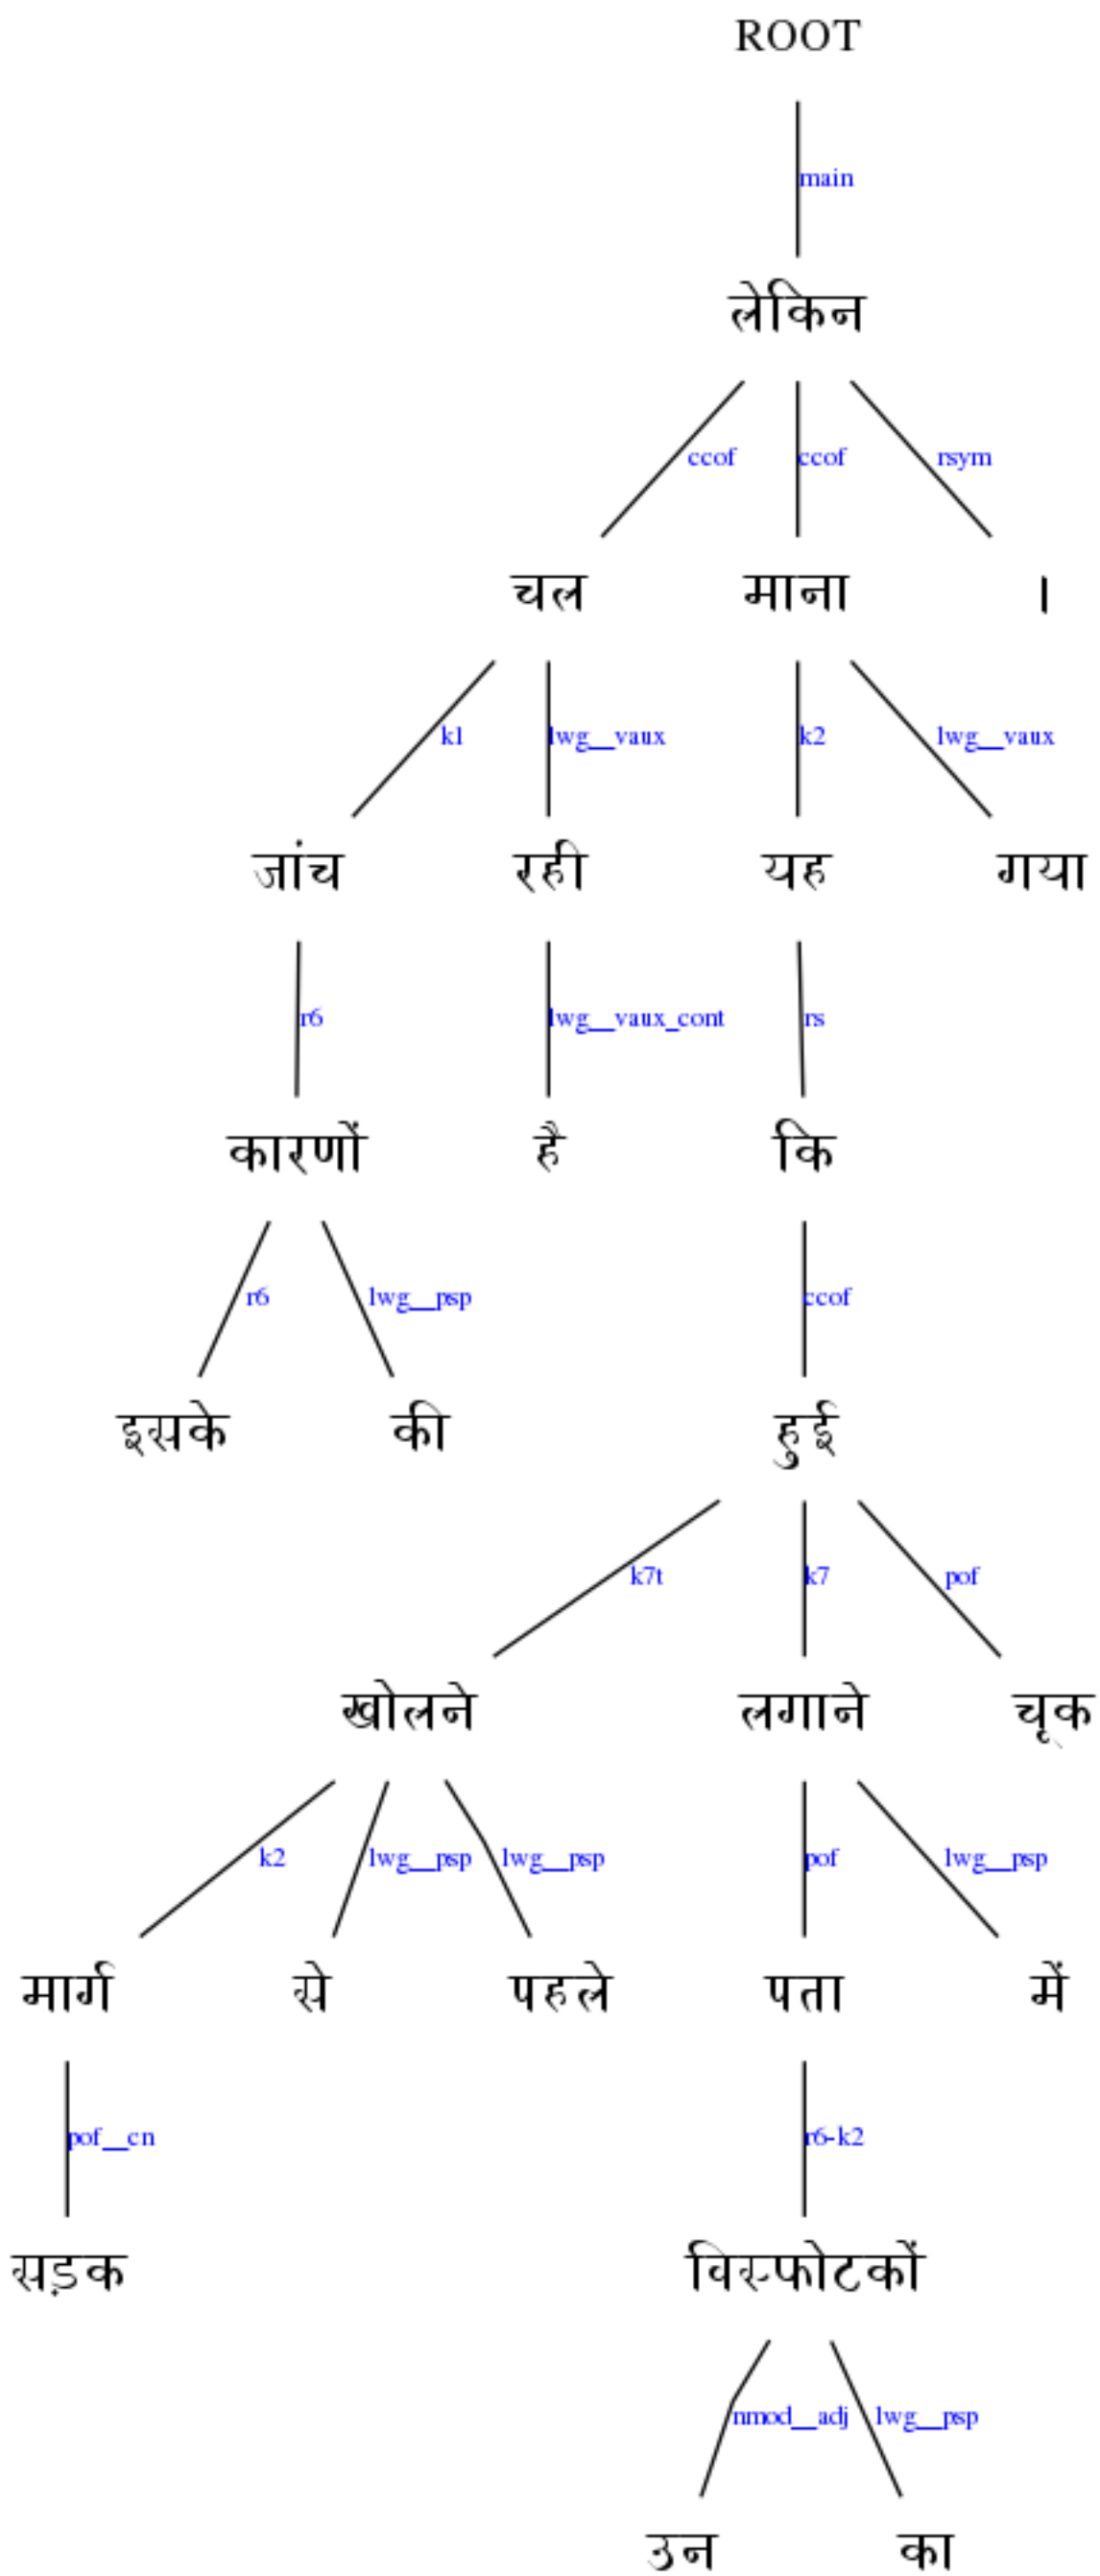 ROOT
main
लेकिन
ccof ccof rsym
चल माना ।
k1 lwg__vaux k2 lwg__vaux
जांच रही यह गया
r6 lwg__vaux_cont rs
कारणों है कि
r6 lwg__psp ccof
इसके की हुई
k7t k7 pof
खोलने लगाने चूक
k2 lwg__psp lwg__psp pof lwg__psp
मार्ग से पहले पता में
pof__cn r6-k2
सड़क विस्फोटकों
nmod__adj lwg__psp
उन का